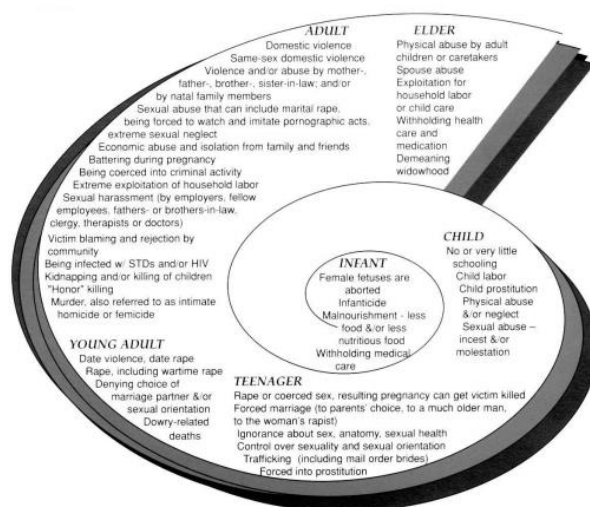 ADULT
Domestic violence
Same-sex domestic violence
Violence and/or abuse by mother-,
father-, brother-, sister-in-law; and/or
by natal family members
Sexual abuse that can include marital rape,
being forced to watch and imitate pornographic acts,
extreme sexual neglect
Economic abuse and isolation from family and friends
Battering during pregnancy
Being coerced into criminal activity
Extreme exploitation of household labor
Sexual harassment (by employers, fellow
employees, fathers- or brothers-in-law,
clergy, therapists or doctors)
Victim blaming and rejection by
community
Being infected w/ STDs and/or HIV
Kidnapping and/or killing of children
"Honor" killing
Murder, also referred to as intimate
homicide or femicide
ELDER
Physical abuse by adult
children or caretakers
Spouse abuse
Exploitation for
household labor
or child care
Withholding health
care and
medication
Demeaning
widowhood
INFANT
Female fetuses are
aborted
Infanticide
Malnourishment - less
food &/or less
nutritious food
Withholding medical
care
CHILD
No or very little
schooling
Child labor
Child prostitution
Physical abuse
&/or neglect
Sexual abuse –
incest &/or
molestation
YOUNG ADULT
Date violence, date rape
Rape, including wartime rape
Denying choice of
marriage partner &/or
sexual orientation
Dowry-related
deaths
TEENAGER
Rape or coerced sex, resulting pregnancy can get victim killed
Forced marriage (to parents' choice, to a much older man,
to the woman's rapist)
Ignorance about sex, anatomy, sexual health
Control over sexuality and sexual orientation
Trafficking (including mail order brides)
Forced into prostitution